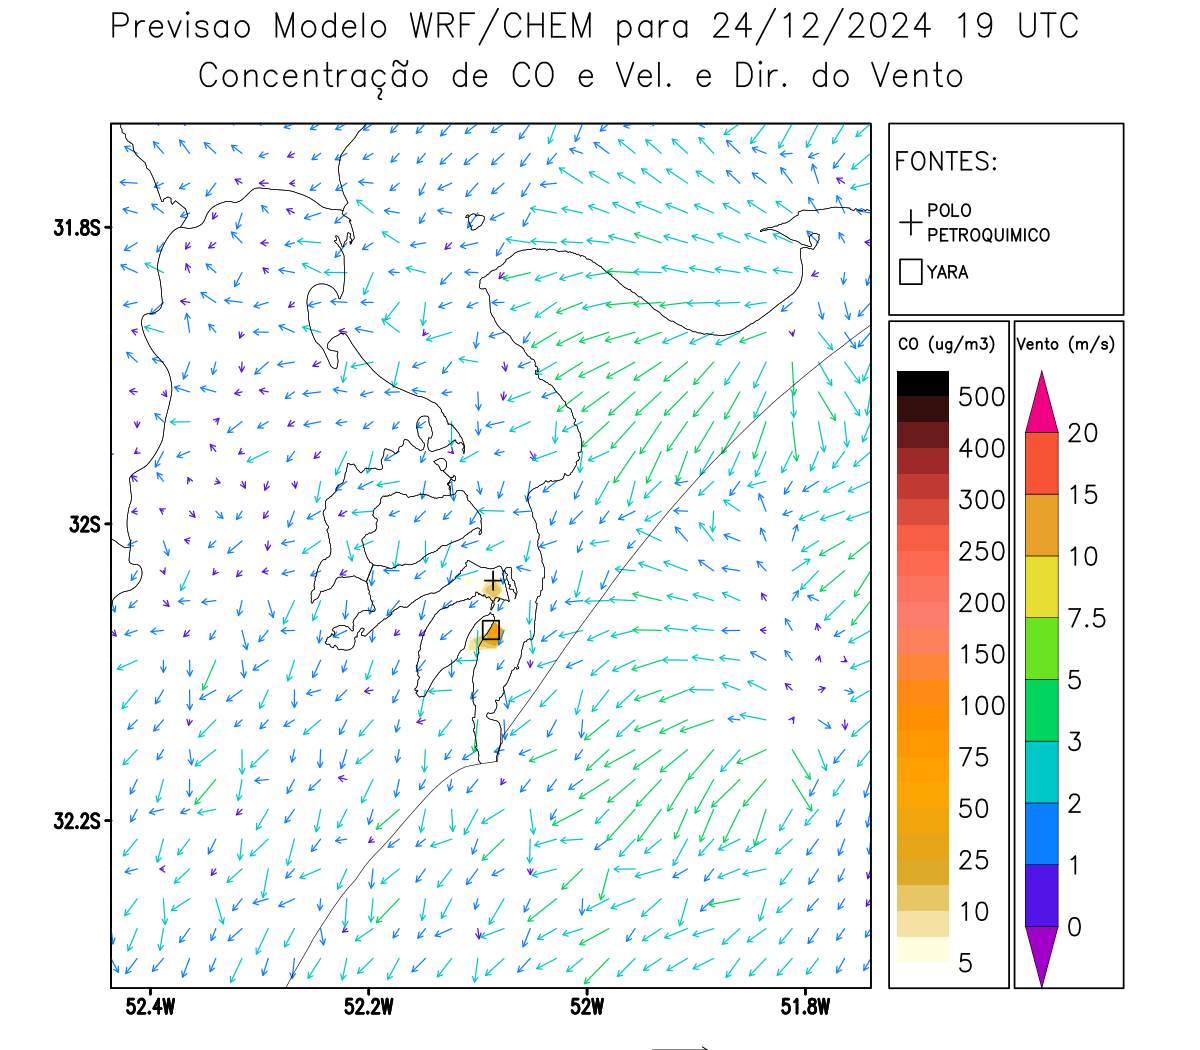 Previsao Modelo WRF/CHEM para 24/12/2024 19 UTC
Concentração de CO e Vel. e Dir. do Vento
FONTES:
POLO
PETROQUIMICO
YARA
CO (ug/m3)
500
400
300
250
200
150
100
75
50
25
10
5
Vento (m/s)
20
15
10
7.5
5
3
2
1
0
31.8S
32S
32.2S
52.4W 52.2W 52W 51.8W